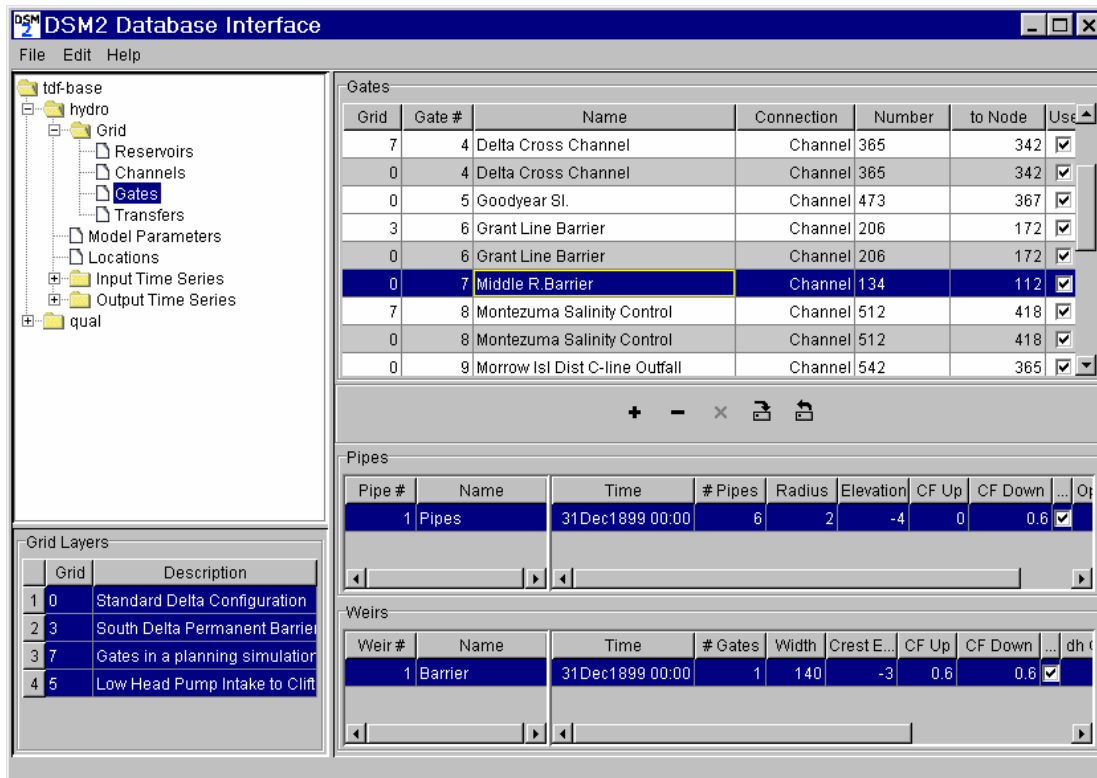 DSM2 DSM2 Database Interface
File Edit Help
tdf-base
hydro
Grid
Reservoirs
Channels
Gates
Transfers
Model Parameters
Locations
Input Time Series
Output Time Series
qual
Grid Layers
Grid Description
1 0 Standard Delta Configuration
2 3 South Delta Permanent Barrier
3 7 Gates in a planning simulation
4 5 Low Head Pump Intake to Clift
Gates
Grid Gate # Name Connection Number to Node Use
7 4 Delta Cross Channel Channel 365 342
0 4 Delta Cross Channel Channel 365 342
0 5 Goodyear Sl. Channel 473 367
3 6 Grant Line Barrier Channel 206 172
0 6 Grant Line Barrier Channel 206 172
0 7 Middle R.Barrier Channel 134 112
7 8 Montezuma Salinity Control Channel 512 418
0 8 Montezuma Salinity Control Channel 512 418
0 9 Morrow Isl Dist C-line Outfall Channel 542 365
Pipes
Pipe # Name Time # Pipes Radius Elevation CF Up CF Down ... Op
1 Pipes 31Dec1899 00:00 6 2 -4 0 0.6
Weirs
Weir # Name Time # Gates Width Crest E... CF Up CF Down ... dh
1 Barrier 31Dec1899 00:00 1 140 -3 0.6 0.6